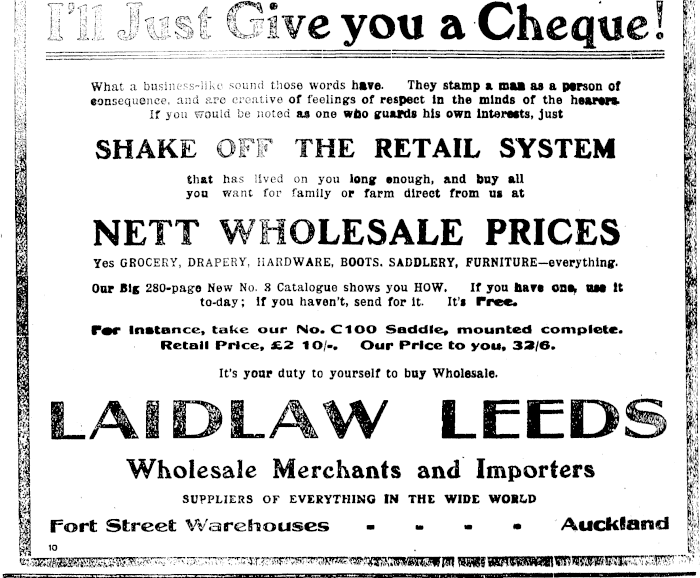 I'll Just Give you a Cheque!
What a business-like sound those words have. They stamp a man as a person of
consequence, and are creative of feelings of respect in the minds of the hearers.
If you would be noted as one who guards his own interests, just
SHAKE OFF THE RETAIL SYSTEM
that has lived on you long enough, and buy all
you want for family or farm direct from us at
NETT WHOLESALE PRICES
Yes GROCERY, DRAPERY, HARDWARE, BOOTS. SADDLERY, FURNITURE—everything.
Our Big 280-page New No. 8 Catalogue shows you HOW. If you have one, use it
to-day; if you haven't, send for it. It's Free.
For Instance, take our No. C100 Saddle, mounted complete.
Retail Price, £2 10/-. Our Price to you, 32/6.
It's your duty to yourself to buy Wholesale.
LAIDLAW LEEDS
Wholesale Merchants and Importers
SUPPLIERS OF EVERYTHING IN THE WIDE WORLD
Fort Street Warehouses - - - - Auckland
10